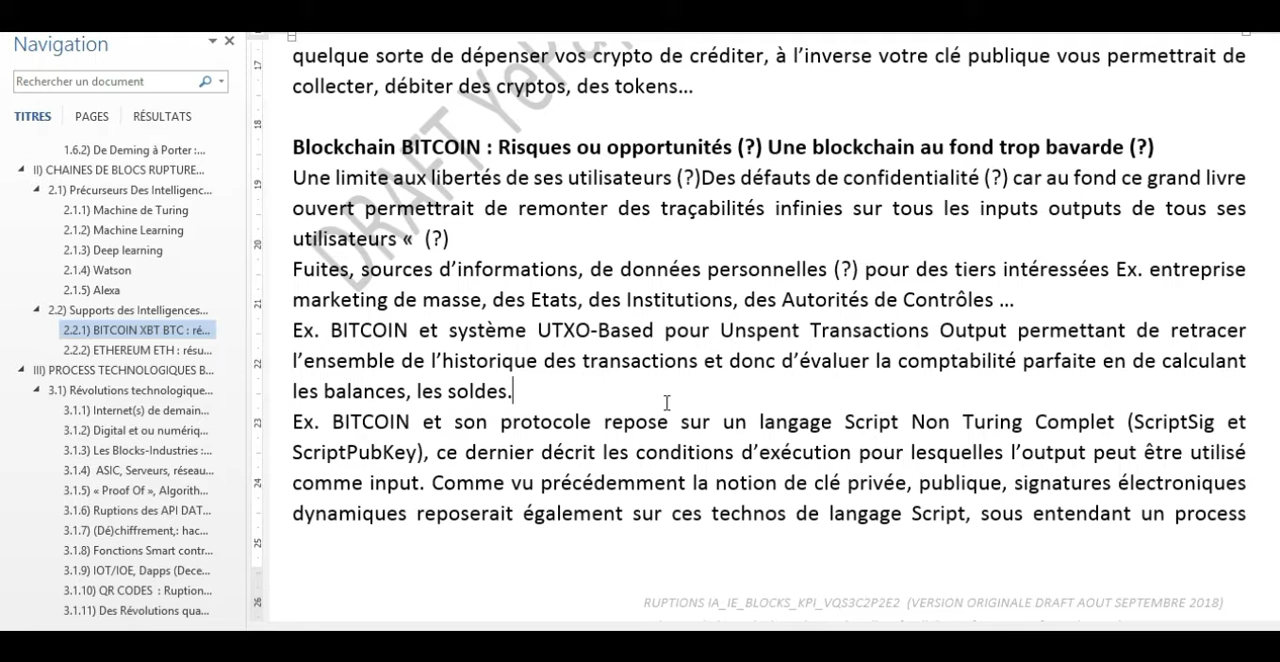 Navigation
Rechercher un document
TITRES PAGES RÉSULTATS
1.6.2) De Deming à Porter :...
II) CHAINES DE BLOCS RUPTURE...
2.1) Précurseurs Des Intelligenc...
2.1.1) Machine de Turing
2.1.2) Machine Learning
2.1.3) Deep learning
2.1.4) Watson
2.1.5) Alexa
2.2) Supports des Intelligences...
2.2.1) BITCOIN XBT BTC : ré...
2.2.2) ETHEREUM ETH : résu...
III) PROCESS TECHNOLOGIQUES B...
3.1) Révolutions technologique...
3.1.1) Internet(s) de demain...
3.1.2) Digital et ou numériq...
3.1.3) Les Blocks-Industries :...
3.1.4) ASIC, Serveurs, réseau...
3.1.5) « Proof Of », Algorith...
3.1.6) Ruptures des API DAT...
3.1.7) (Dé)chiffrement,: hac...
3.1.8) Fonctions Smart contr...
3.1.9) IOT/IOE, Dapps (Dece...
3.1.10) QR CODES : Ruption...
3.1.11) Des Révolutions qua...
17
18
19
20
21
22
23
24
25
26
quelque sorte de dépenser vos crypto de créditer, à l’inverse votre clé publique vous permettrait de
collecter, débiter des cryptos, des tokens…
Blockchain BITCOIN : Risques ou opportunités (?) Une blockchain au fond trop bavarde (?)
Une limite aux libertés de ses utilisateurs (?)Des défauts de confidentialité (?) car au fond ce grand livre
ouvert permettrait de remonter des traçabilités infinies sur tous les inputs outputs de tous ses
utilisateurs « (?)
Fuites, sources d’informations, de données personnelles (?) pour des tiers intéressées Ex. entreprise
marketing de masse, des Etats, des Institutions, des Autorités de Contrôles …
Ex. BITCOIN et système UTXO-Based pour Unspent Transactions Output permettant de retracer
l’ensemble de l’historique des transactions et donc d’évaluer la comptabilité parfaite en de calculant
les balances, les soldes.
Ex. BITCOIN et son protocole repose sur un langage Script Non Turing Complet (ScriptSig et
ScriptPubKey), ce dernier décrit les conditions d’exécution pour lesquelles l’output peut être utilisé
comme input. Comme vu précédemment la notion de clé privée, publique, signatures électroniques
dynamiques reposerait également sur ces technos de langage Script, sous entendant un process
RUPTIONS IA_IE_BLOCKS_KPI_VQS3C2P2E2 (VERSION ORIGINALE DRAFT AOUT SEPTEMBRE 2018)
DRAFT